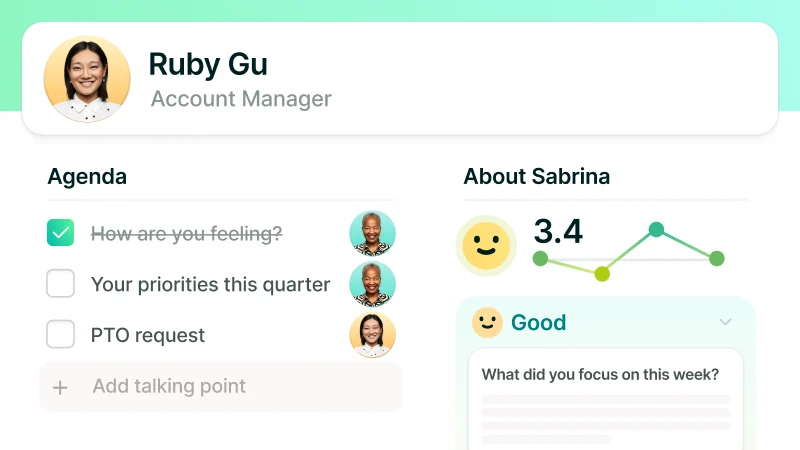 Ruby Gu
Account Manager
Agenda
How are you feeling?
Your priorities this quarter
PTO request
+ Add talking point
About Sabrina
3.4
Good
What did you focus on this week?